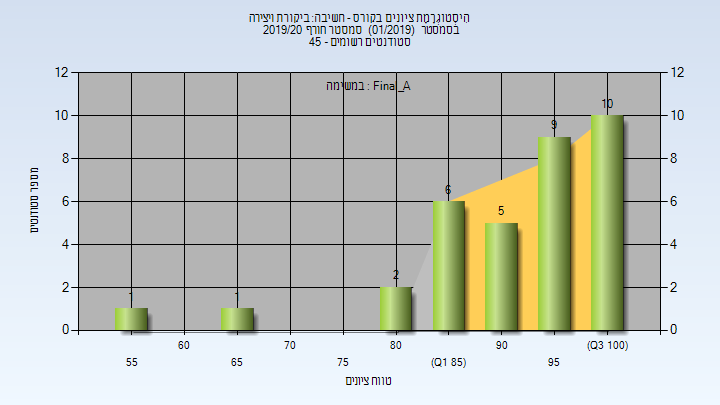 היסטוגרמת ציונים בקורס - חשיבה: ביקורת ויצירה
בסמסטר (01/2019) סמסטר חורף 2019/20
סטודנטים רשומים - 45
במשימה : Final_A
12 12
10 10
8 8
6 6
4 4
2 2
0 0
1 1 2 6 5 9 10
מספר סטודנטים
55 60 65 70 75 80 (Q1 85) 90 95 (Q3 100)
טווח ציונים